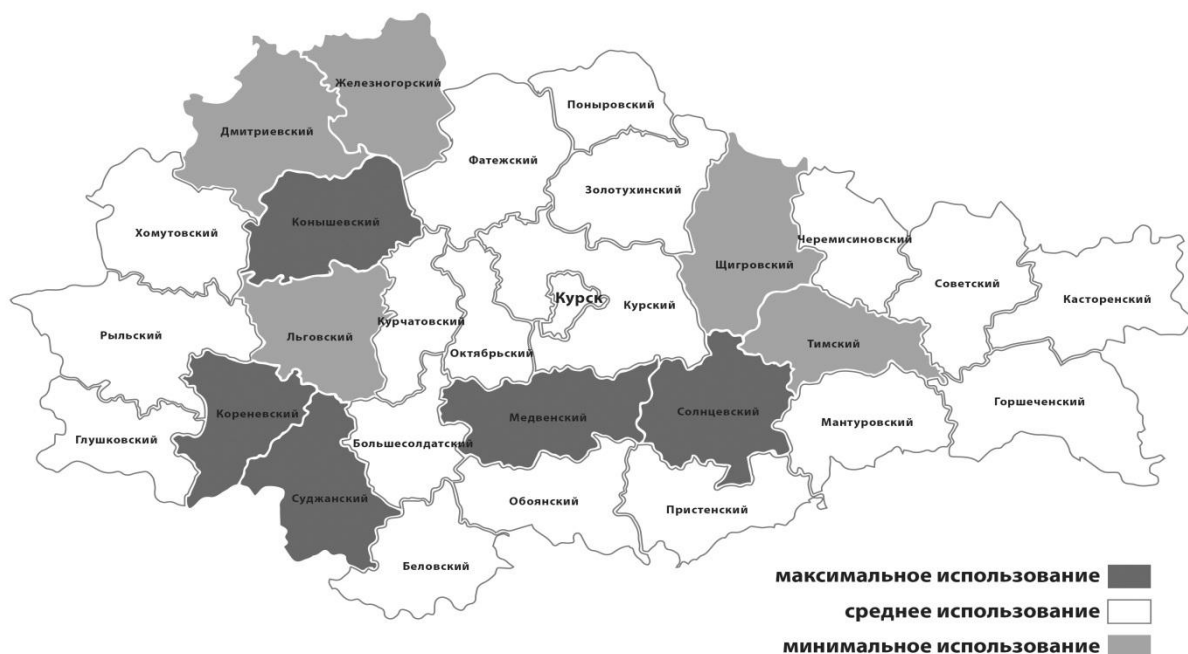 Железногорский
Поныровский
Дмитриевский
Фатежский
Золотухинский
Конышевский
Хомутовский
Черемисиновский
Щигровский
Советский
Касторенский
Курск
Курский
Курчатовский
Рыльский
Льговский
Октябрьский
Тимский
Горшеченский
Кореневский
Медвенский
Солнцевский
Мантуровский
Глушковский
Большесолдатский
Суджанский
Обоянский
Пристенский
Беловский
максимальное использование
среднее использование
минимальное использование